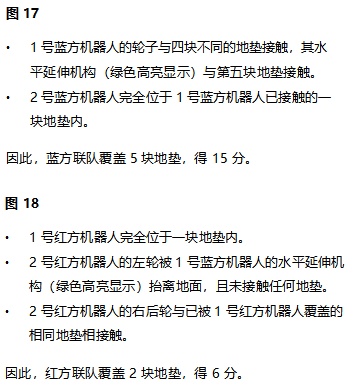 图 17
• 1 号蓝方机器人的轮子与四块不同的地垫接触，其水
平延伸机构（绿色高亮显示）与第五块地垫接触。
• 2 号蓝方机器人完全位于 1 号蓝方机器人已接触的一
块地垫内。
因此，蓝方联队覆盖 5 块地垫，得 15 分。
图 18
• 1 号红方机器人完全位于一块地垫内。
• 2 号红方机器人的左轮被 1 号蓝方机器人的水平延伸机
构（绿色高亮显示）抬离地面，且未接触任何地垫。
• 2 号红方机器人的右后轮与已被 1 号红方机器人覆盖的
相同地垫相接触。
因此，红方联队覆盖 2 块地垫，得 6 分。